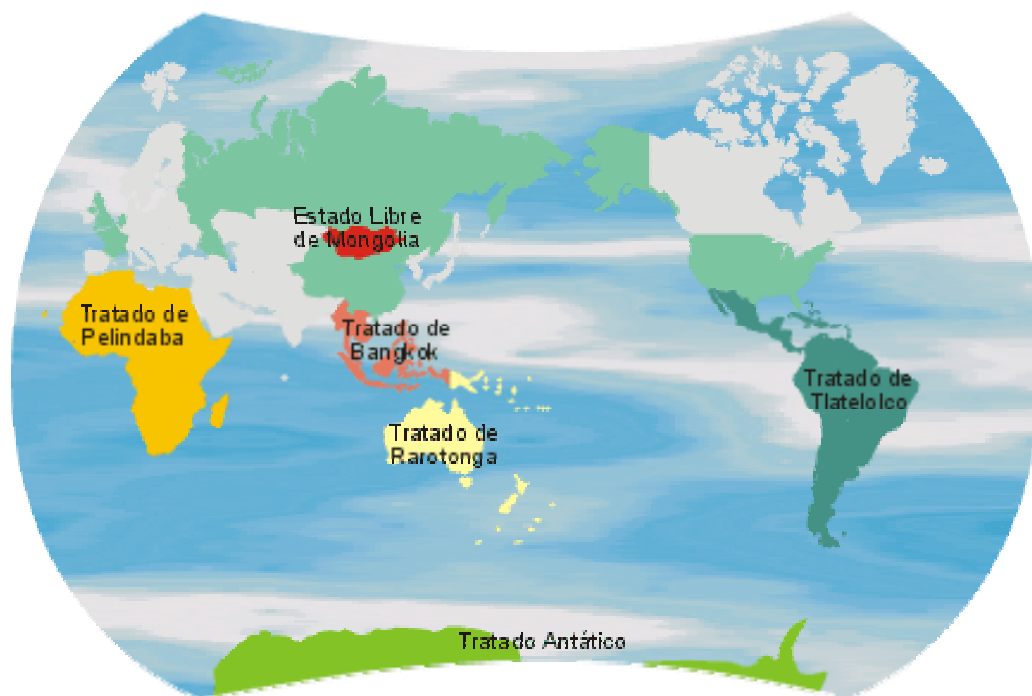 Estado Libre
de Mongolia
Tratado de
Pelindaba
Tratado de
Bangkok
Tratado de
Tlatelolco
Tratado de
Rarotonga
Tratado Antático